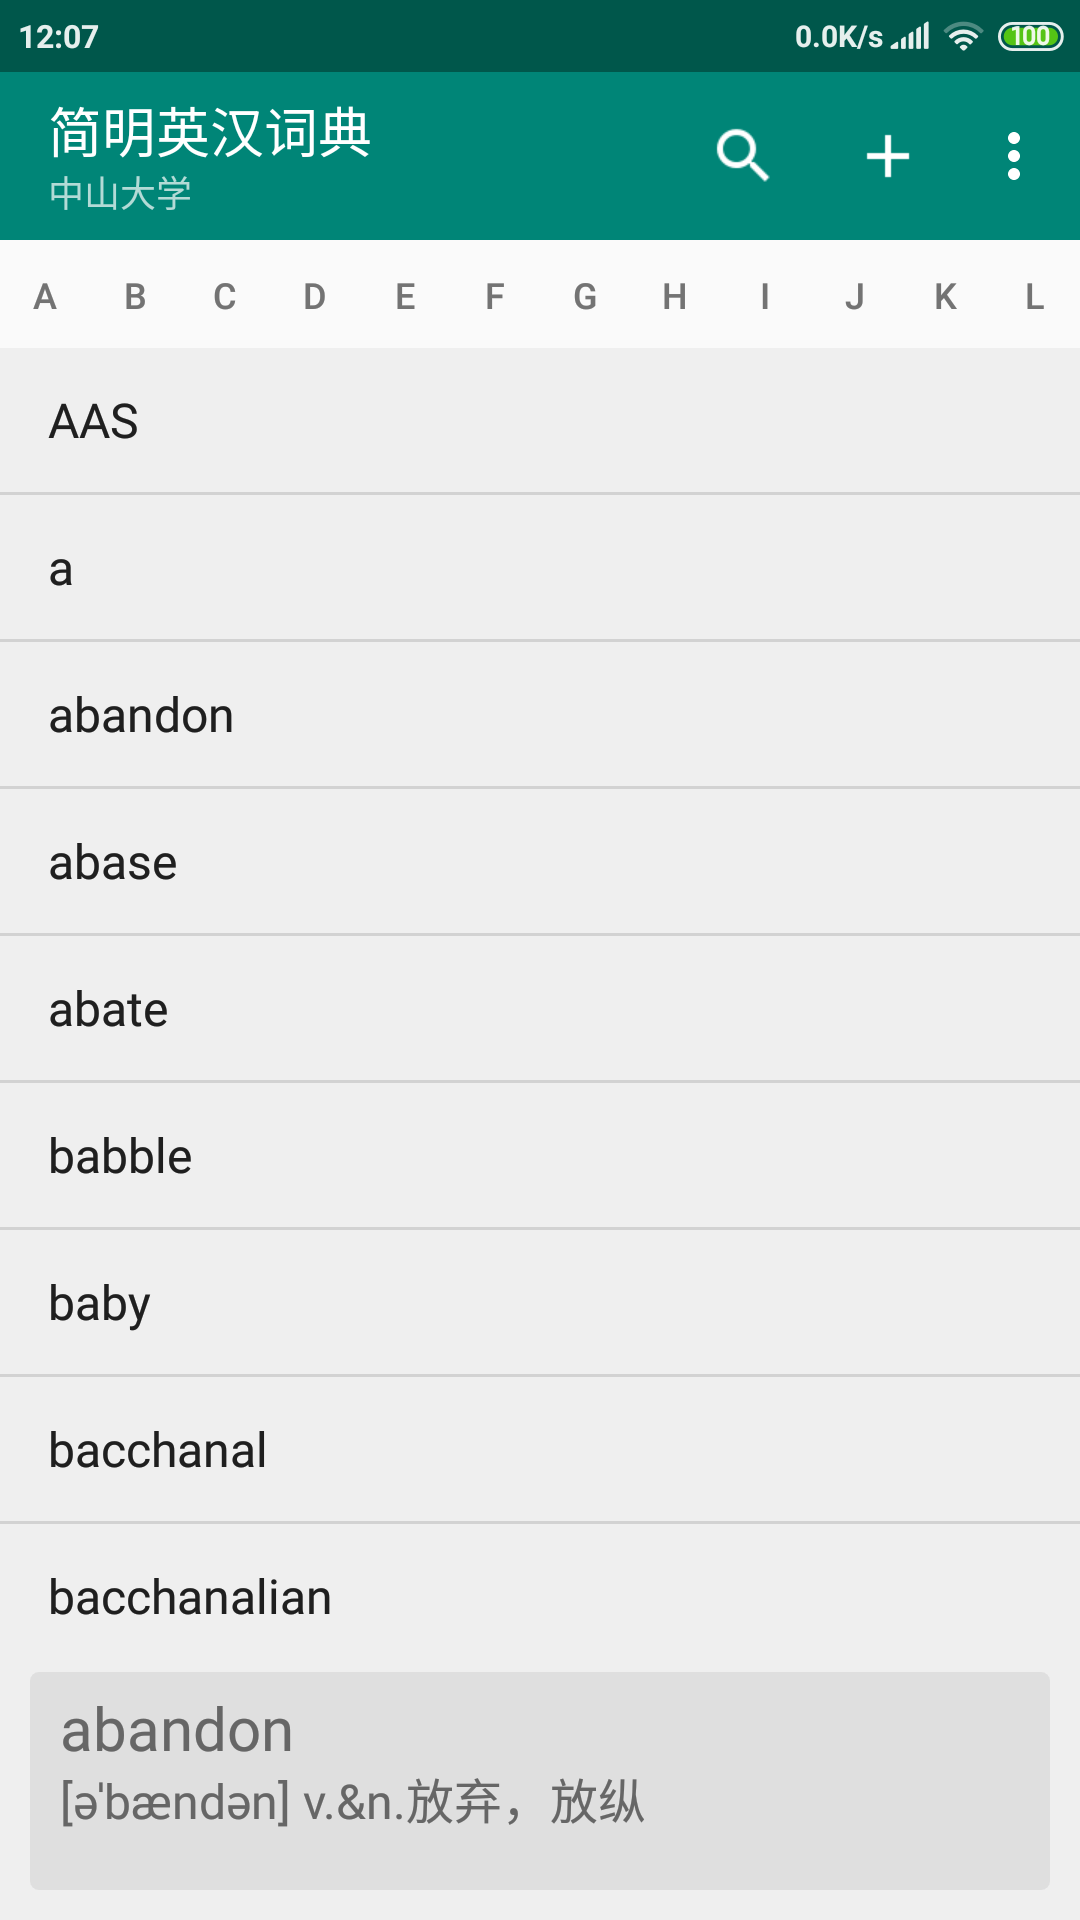 12:07 0.0K/s 100
简明英汉词典
中山大学
A B C D E F G H I J K L
AAS
a
abandon
abase
abate
babble
baby
bacchanal
bacchanalian
abandon
[ə'bændən] v.&n.放弃，放纵